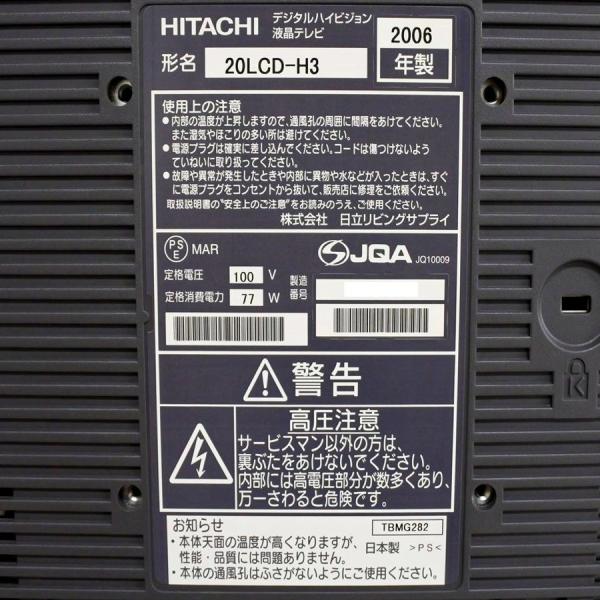 HITACHI
デジタルハイビジョン
液晶テレビ
2006
年製
形名
20LCD-H3
使用上の注意
●内部の温度が上昇しますので、通風孔の周囲に間隔をあけてください。
また湿気やほこりの多い所は避けてください。
●電源プラグは確実に差し込んでください。コードは傷つけないよう
ていねいに取り扱ってください。
●故障や異常が発生したときや内部に異物や水などが入ったときは、すぐ
に電源プラグをコンセントから抜いて、販売店に修理をご依頼ください。
取扱説明書の“安全上のご注意”をお読みのうえ、ご使用ください。
株式会社 日立リビングサプライ
PS
E
MAR
JQA
JQ10009
定格電圧 100 V
定格消費電力 77 W
製造
番号
警告
高圧注意
サービスマン以外の方は、
裏ぶたをあけないでください。
内部には高電圧部分が数多くあり、
万一さわると危険です。
お知らせ
TBMG282
・本体天面の温度が高くなりますが、
性能・品質には問題ありません。
日本製 >PS<
・本体の通風孔はふさがないようにご使用ください。
K